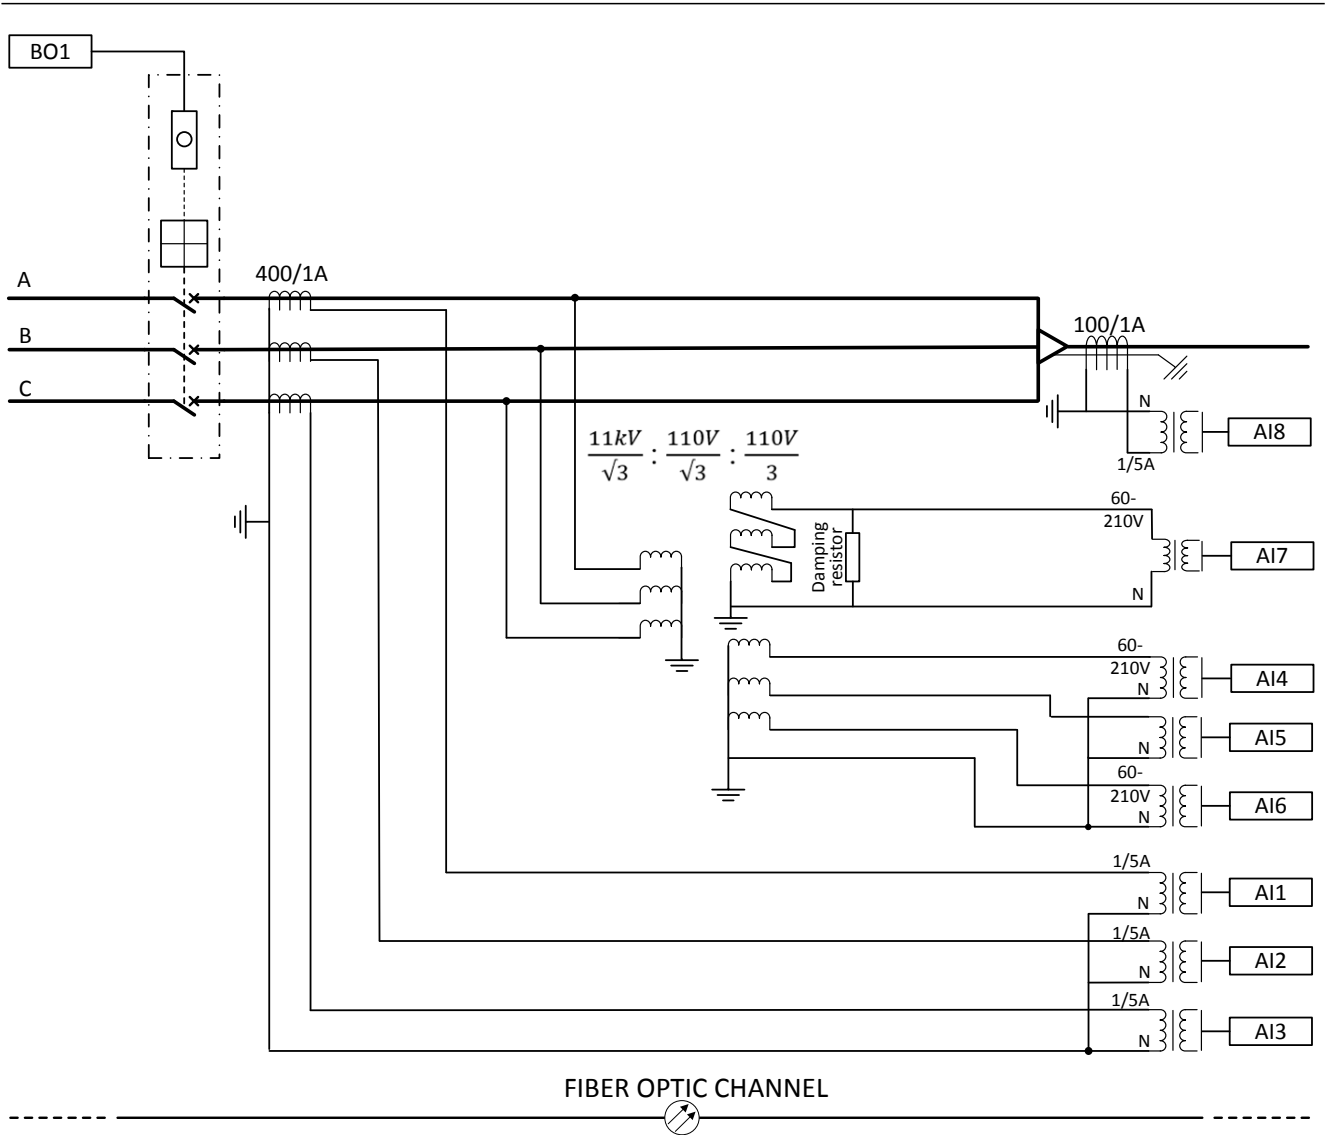 BO1
A
400/1A
B
100/1A
C
N
AI8
1/5A
11kV/√3 : 110V/√3 : 110V/3
60-
210V
Damping
resistor
AI7
N
60-
210V
AI4
N
AI5
N
60-
210V
AI6
N
1/5A
AI1
N
1/5A
AI2
N
1/5A
AI3
N
FIBER OPTIC CHANNEL